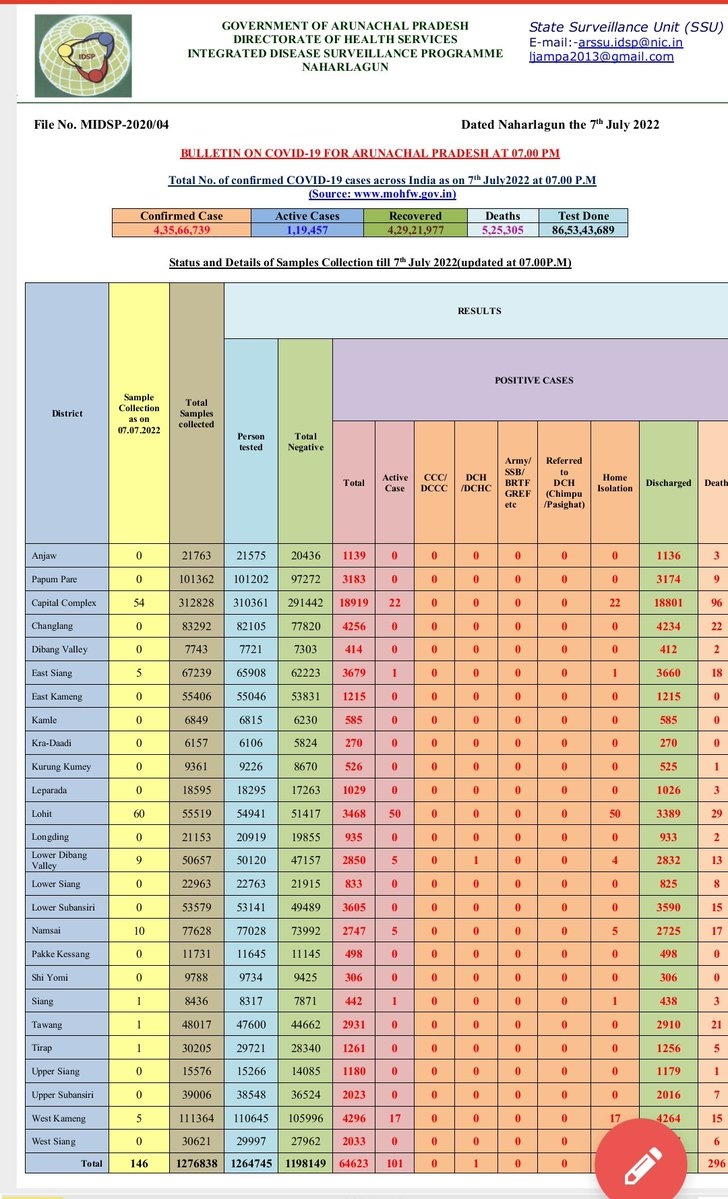 IDSP
GOVERNMENT OF ARUNACHAL PRADESH
DIRECTORATE OF HEALTH SERVICES
INTEGRATED DISEASE SURVEILLANCE PROGRAMME
NAHARLAGUN
State Surveillance Unit (SSU)
E-mail:-arssu.idsp@nic.in
ljampa2013@gmail.com
File No. MIDSP-2020/04 Dated Naharlagun the 7th July 2022
BULLETIN ON COVID-19 FOR ARUNACHAL PRADESH AT 07.00 PM
Total No. of confirmed COVID-19 cases across India as on 7th July2022 at 07.00 P.M
(Source: www.mohfw.gov.in)
Confirmed Case Active Cases Recovered Deaths Test Done
4,35,66,739 1,19,457 4,29,21,977 5,25,305 86,53,43,689
Status and Details of Samples Collection till 7th July 2022(updated at 07.00P.M)
RESULTS
POSITIVE CASES
District
Sample
Collection
as on
07.07.2022
Total
Samples
collected
Person
tested
Total
Negative
Total
Active
Case
CCC/
DCCC
DCH
/DCHC
Army/
SSB/
BRTF
GREF
etc
Referred
to
DCH
(Chimpu
/Pasighat)
Home
Isolation
Discharged
Death
Anjaw 0 21763 21575 20436 1139 0 0 0 0 0 0 1136 3
Papum Pare 0 101362 101202 97272 3183 0 0 0 0 0 0 3174 9
Capital Complex 54 312828 310361 291442 18919 22 0 0 0 0 22 18801 96
Changlang 0 83292 82105 77820 4256 0 0 0 0 0 0 4234 22
Dibang Valley 0 7743 7721 7303 414 0 0 0 0 0 0 412 2
East Siang 5 67239 65908 62223 3679 1 0 0 0 0 1 3660 18
East Kameng 0 55406 55046 53831 1215 0 0 0 0 0 0 1215 0
Kamle 0 6849 6815 6230 585 0 0 0 0 0 0 585 0
Kra-Daadi 0 6157 6106 5824 270 0 0 0 0 0 0 270 0
Kurung Kumey 0 9361 9226 8670 526 0 0 0 0 0 0 525 1
Leparada 0 18595 18295 17263 1029 0 0 0 0 0 0 1026 3
Lohit 60 55519 54941 51417 3468 50 0 0 0 0 50 3389 29
Longding 0 21153 20919 19855 935 0 0 0 0 0 0 933 2
Lower Dibang
Valley 9 50657 50120 47157 2850 5 0 1 0 0 4 2832 13
Lower Siang 0 22963 22763 21915 833 0 0 0 0 0 0 825 8
Lower Subansiri 0 53579 53141 49489 3605 0 0 0 0 0 0 3590 15
Namsai 10 77628 77028 73992 2747 5 0 0 0 0 5 2725 17
Pakke Kessang 0 11731 11645 11145 498 0 0 0 0 0 0 498 0
Shi Yomi 0 9788 9734 9425 306 0 0 0 0 0 0 306 0
Siang 1 8436 8317 7871 442 1 0 0 0 0 1 438 3
Tawang 1 48017 47600 44662 2931 0 0 0 0 0 0 2910 21
Tirap 1 30205 29721 28340 1261 0 0 0 0 0 0 1256 5
Upper Siang 0 15576 15266 14085 1180 0 0 0 0 0 0 1179 1
Upper Subansiri 0 39006 38548 36524 2023 0 0 0 0 0 0 2016 7
West Kameng 5 111364 110645 105996 4296 17 0 0 0 0 17 4264 15
West Siang 0 30621 29997 27962 2033 0 0 0 0 0 6
Total 146 1276838 1264745 1198149 64623 101 0 1 0 0 296